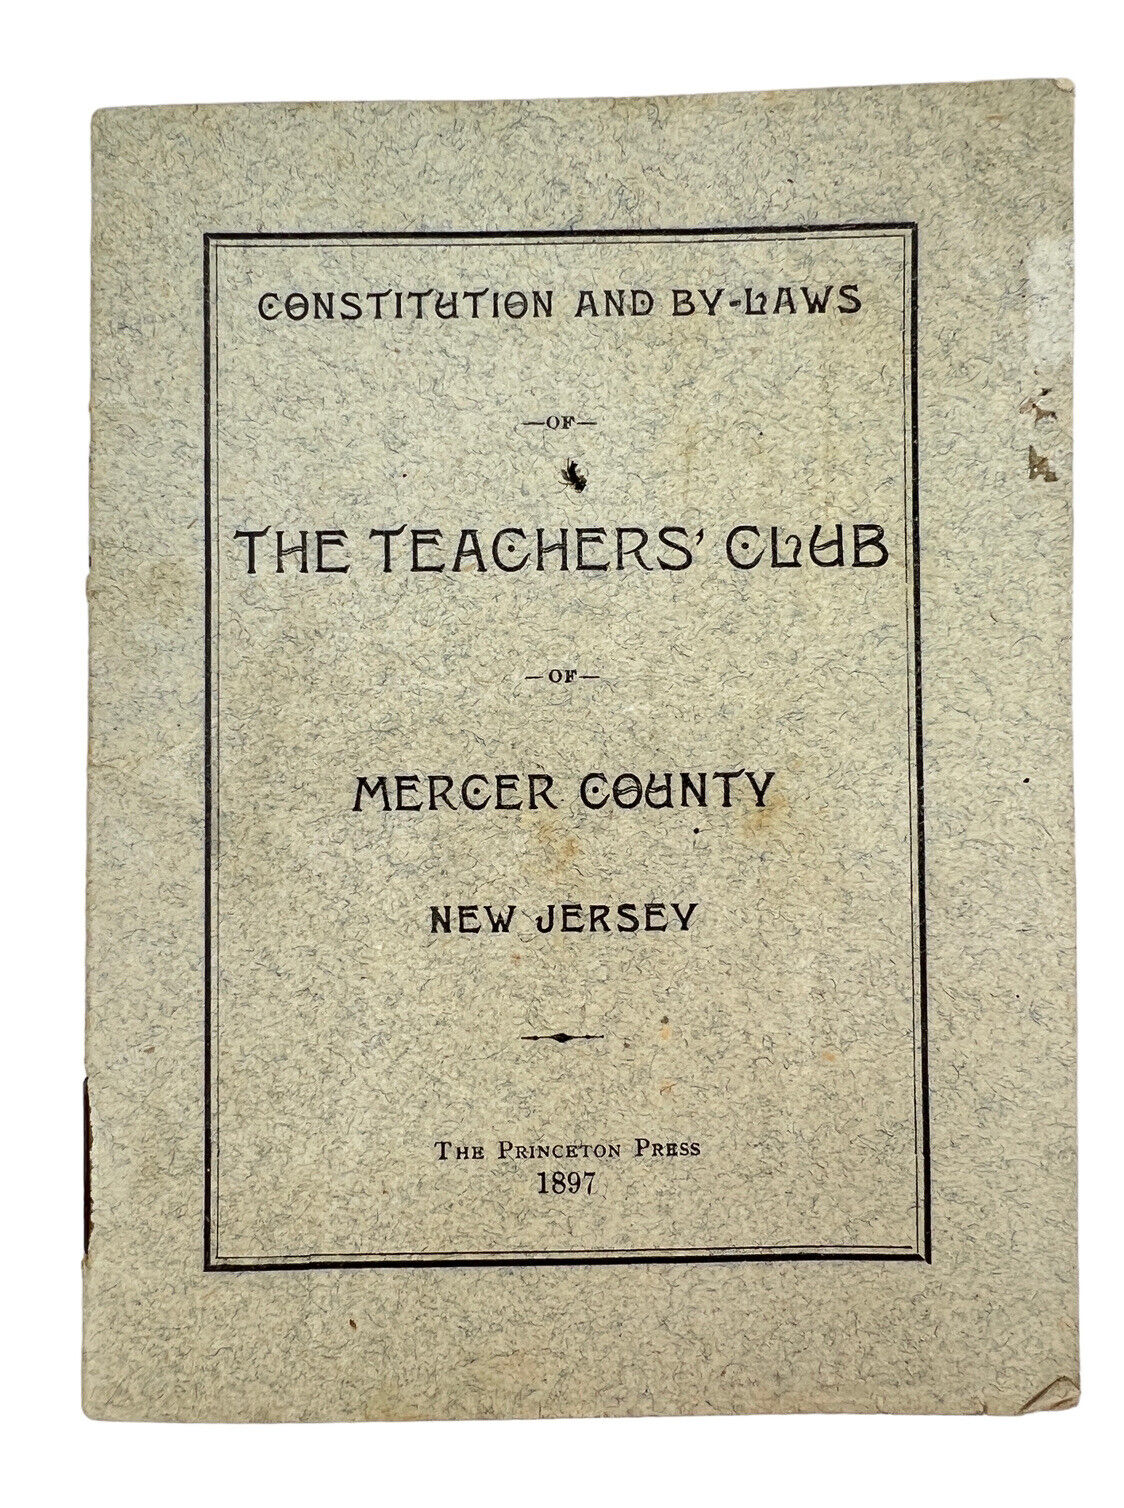 CONSTITUTION AND BY-LAWS
—OF—
THE TEACHERS' CLUB
—OF—
MERCER COUNTY
NEW JERSEY
THE PRINCETON PRESS
1897